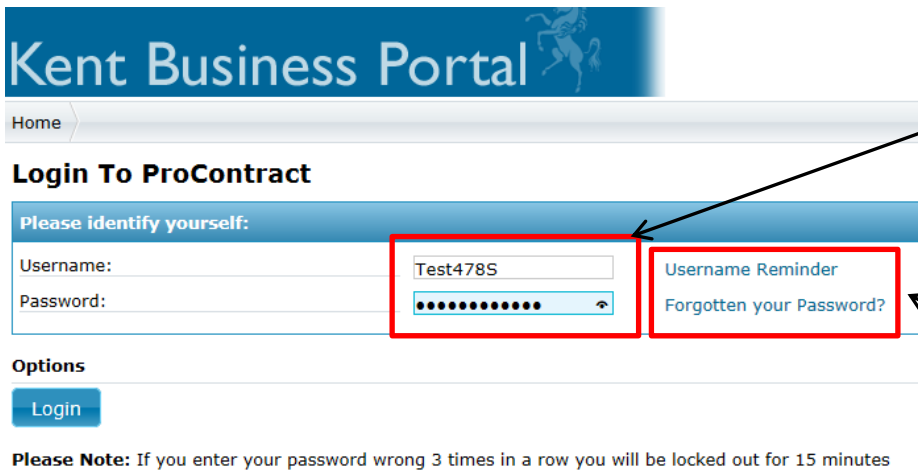 Kent Business Portal
Home
Login To ProContract
Please identify yourself:
Username: Test478S Username Reminder
Password: •••••••••••• Forgotten your Password?
Options
Login
Please Note: If you enter your password wrong 3 times in a row you will be locked out for 15 minutes